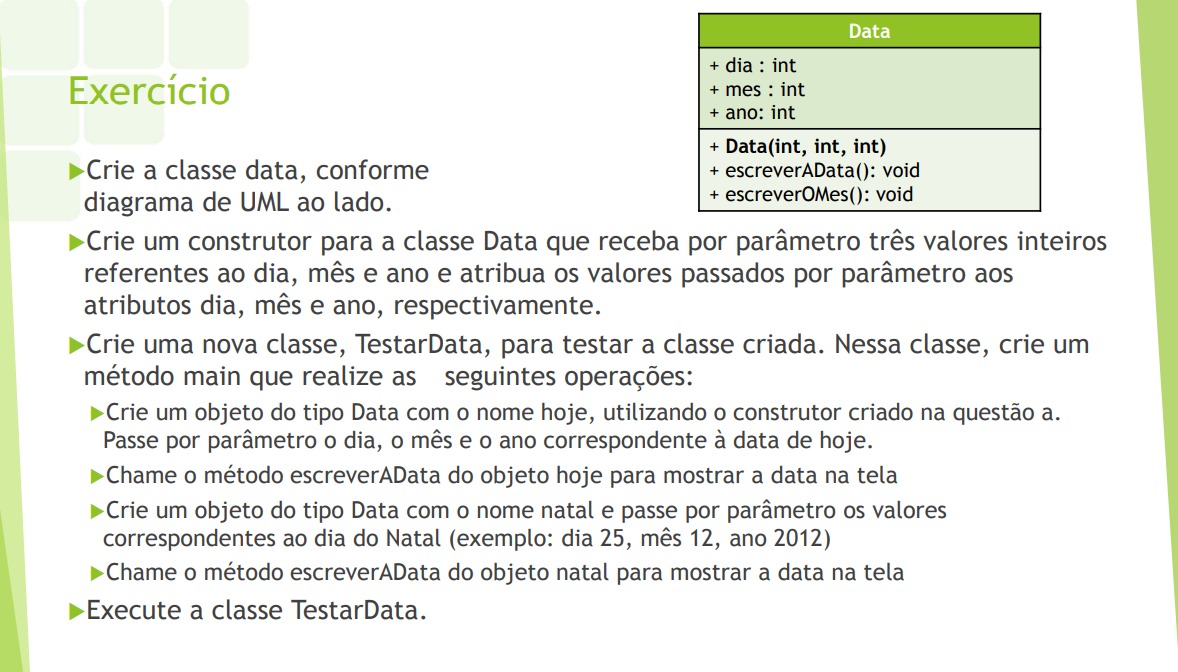 Exercício
Data
+ dia : int
+ mes : int
+ ano: int
+ Data(int, int, int)
+ escreverAData(): void
+ escreverOMes(): void
Crie a classe data, conforme
diagrama de UML ao lado.
Crie um construtor para a classe Data que receba por parâmetro três valores inteiros
referentes ao dia, mês e ano e atribua os valores passados por parâmetro aos
atributos dia, mês e ano, respectivamente.
Crie uma nova classe, TestarData, para testar a classe criada. Nessa classe, crie um
método main que realize as seguintes operações:
Crie um objeto do tipo Data com o nome hoje, utilizando o construtor criado na questão a.
Passe por parâmetro o dia, o mês e o ano correspondente à data de hoje.
Chame o método escreverAData do objeto hoje para mostrar a data na tela
Crie um objeto do tipo Data com o nome natal e passe por parâmetro os valores
correspondentes ao dia do Natal (exemplo: dia 25, mês 12, ano 2012)
Chame o método escreverAData do objeto natal para mostrar a data na tela
Execute a classe TestarData.